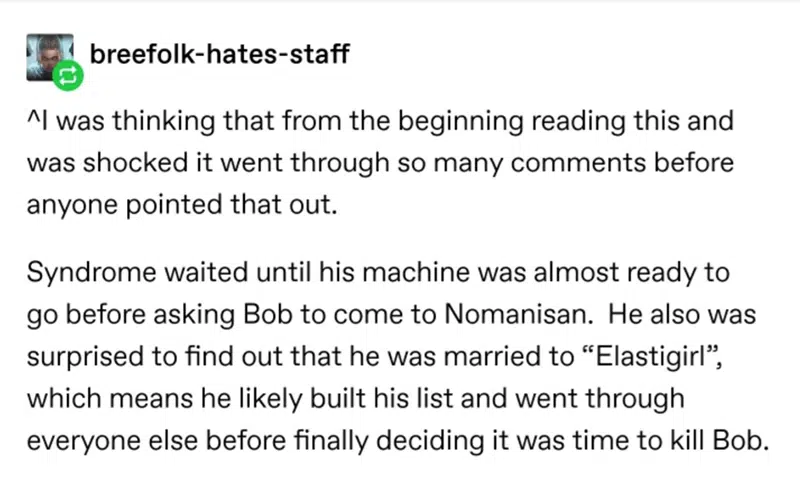 breefolk-hates-staff
^I was thinking that from the beginning reading this and
was shocked it went through so many comments before
anyone pointed that out.
Syndrome waited until his machine was almost ready to
go before asking Bob to come to Nomanisan.  He also was
surprised to find out that he was married to “Elastigirl”,
which means he likely built his list and went through
everyone else before finally deciding it was time to kill Bob.